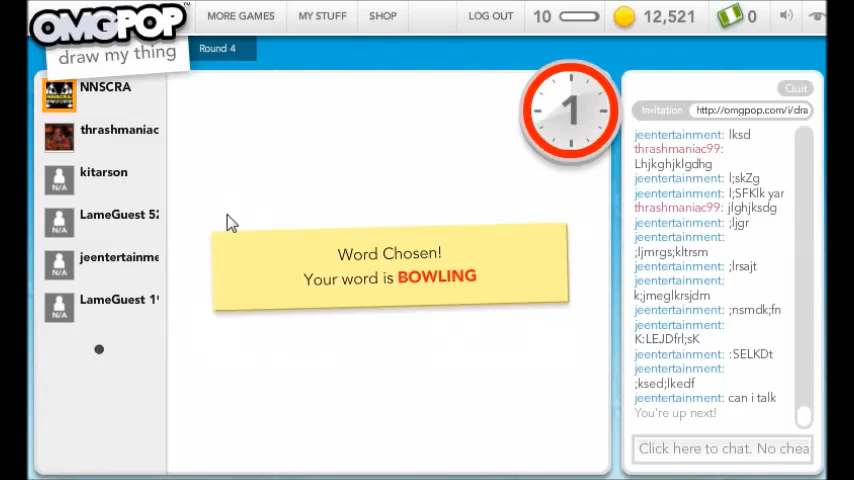 OMGPOP™
MORE GAMES
MY STUFF
SHOP
LOG OUT
10
12,521
0
draw my thing
Round 4
NNSCRA
thrashmaniac
kitarson
LameGuest 52
jeentertainme
LameGuest 1
N/A
N/A
N/A
N/A
1
Word Chosen!
Your word is BOWLING
Quit
Invitation
http://omgpop.com/i/dra
jeentertainment: lksd
thrashmaniac99:
Lhjkghjklgdhg
jeentertainment: l;skZg
jeentertainment: l;SFKlk yar
thrashmaniac99: jlghjksdg
jeentertainment: ;ljgr
jeentertainment:
;ljmrgs;kltrsm
jeentertainment: ;lrsajt
jeentertainment:
k;jmeglkrsjdm
jeentertainment: ;nsmdk;fn
jeentertainment:
K:LEJDfrl;sK
jeentertainment: :SELKDt
jeentertainment:
;ksed;lkedf
jeentertainment: can i talk
You're up next!
Click here to chat. No chea